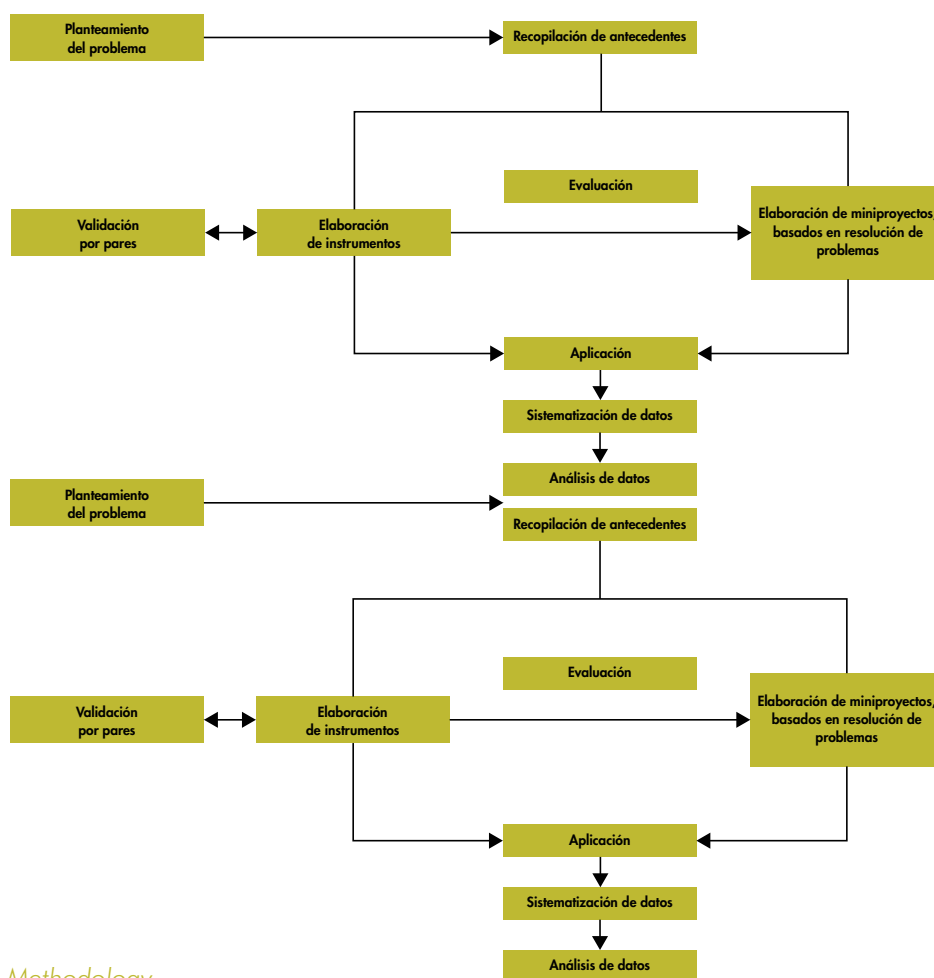 Planteamiento
del problema
Recopilación de antecedentes
Evaluación
Validación
por pares
Elaboración
de instrumentos
Elaboración de miniproyectos,
basados en resolución de
problemas
Aplicación
Sistematización de datos
Análisis de datos
Planteamiento
del problema
Recopilación de antecedentes
Evaluación
Validación
por pares
Elaboración
de instrumentos
Elaboración de miniproyectos,
basados en resolución de
problemas
Aplicación
Sistematización de datos
Análisis de datos
Methodology